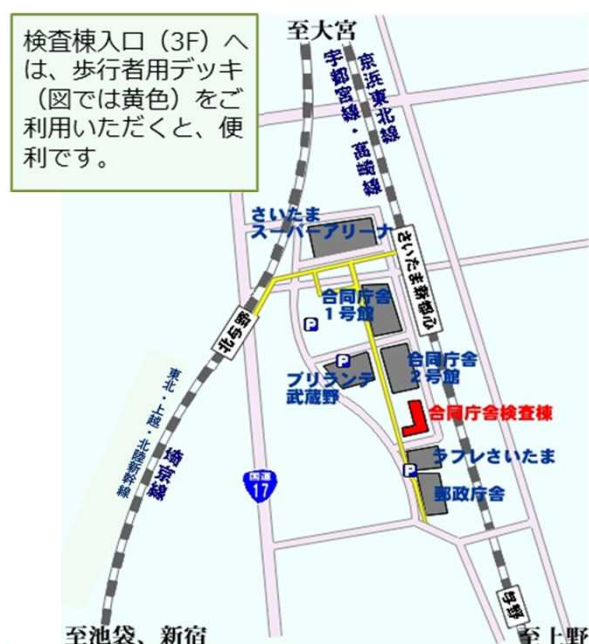 検査棟入口（3F）へ
は、歩行者用デッキ
（図では黄色）をご
利用いただくと、便
利です。
至大宮
京浜東北線
宇都宮線・高崎線
さいたま
スーパーアリーナ
さいたま新都心
合同庁舎
1号館
北与野
合同庁舎
2号館
P
P
ブリランテ
武蔵野
合同庁舎検査棟
東北・上越・北陸新幹線
埼京線
ラフレさいたま
P
国道
17
郵政庁舎
与野
至池袋、新宿
至上野